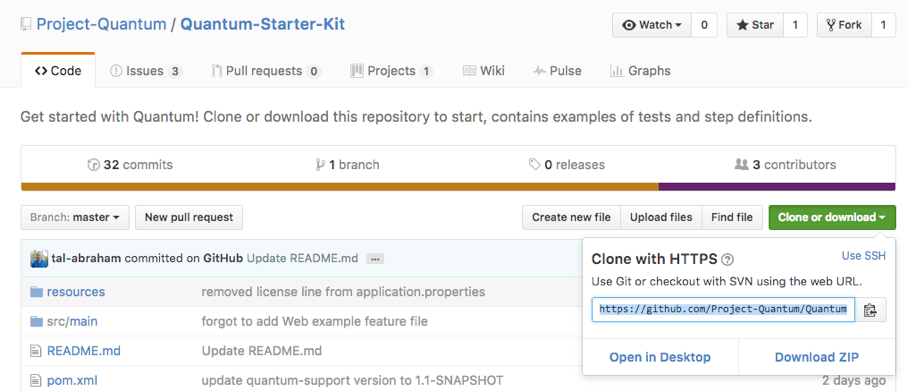 Project-Quantum / Quantum-Starter-Kit
Watch 0 Star 1 Fork 1
Code Issues 3 Pull requests 0 Projects 1 Wiki Pulse Graphs
Get started with Quantum! Clone or download this repository to start, contains examples of tests and step definitions.
32 commits 1 branch 0 releases 3 contributors
Branch: master New pull request Create new file Upload files Find file Clone or download
tal-abraham committed on GitHub Update README.md ...
Clone with HTTPS ? Use SSH
Use Git or checkout with SVN using the web URL.
https://github.com/Project-Quantum/Quantum
Open in Desktop Download ZIP
resources removed license line from application.properties
src/main forgot to add Web example feature file
README.md Update README.md
pom.xml update quantum-support version to 1.1-SNAPSHOT 2 days ago